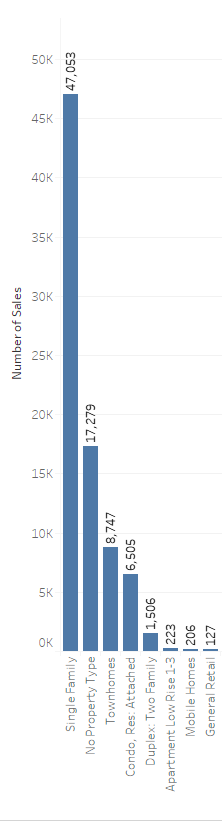 Number of Sales
50K
45K
40K
35K
30K
25K
20K
15K
10K
5K
0K
47,053
17,279
8,747
6,505
1,506
223
206
127
Single Family
No Property Type
Townhomes
Condo, Res: Attached
Duplex: Two Family
Apartment Low Rise 1-3
Mobile Homes
General Retail